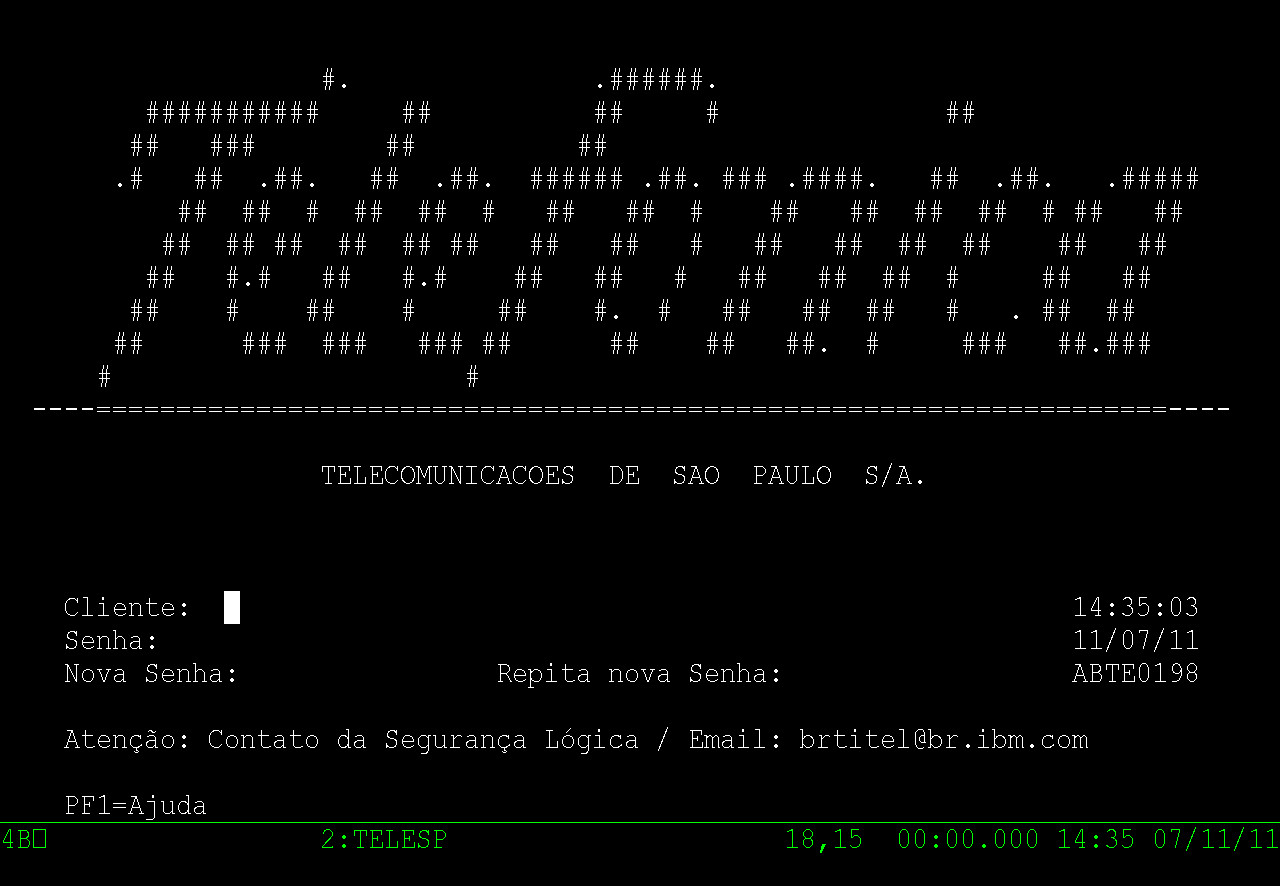 Telefonica
----===================================================================----
TELECOMUNICACOES DE SAO PAULO S/A.
Cliente: 14:35:03
Senha: 11/07/11
Nova Senha: Repita nova Senha: ABTE0198
Atenção: Contato da Segurança Lógica / Email: brtitel@br.ibm.com
PF1=Ajuda
4B 2:TELESP 18,15 00:00.000 14:35 07/11/11